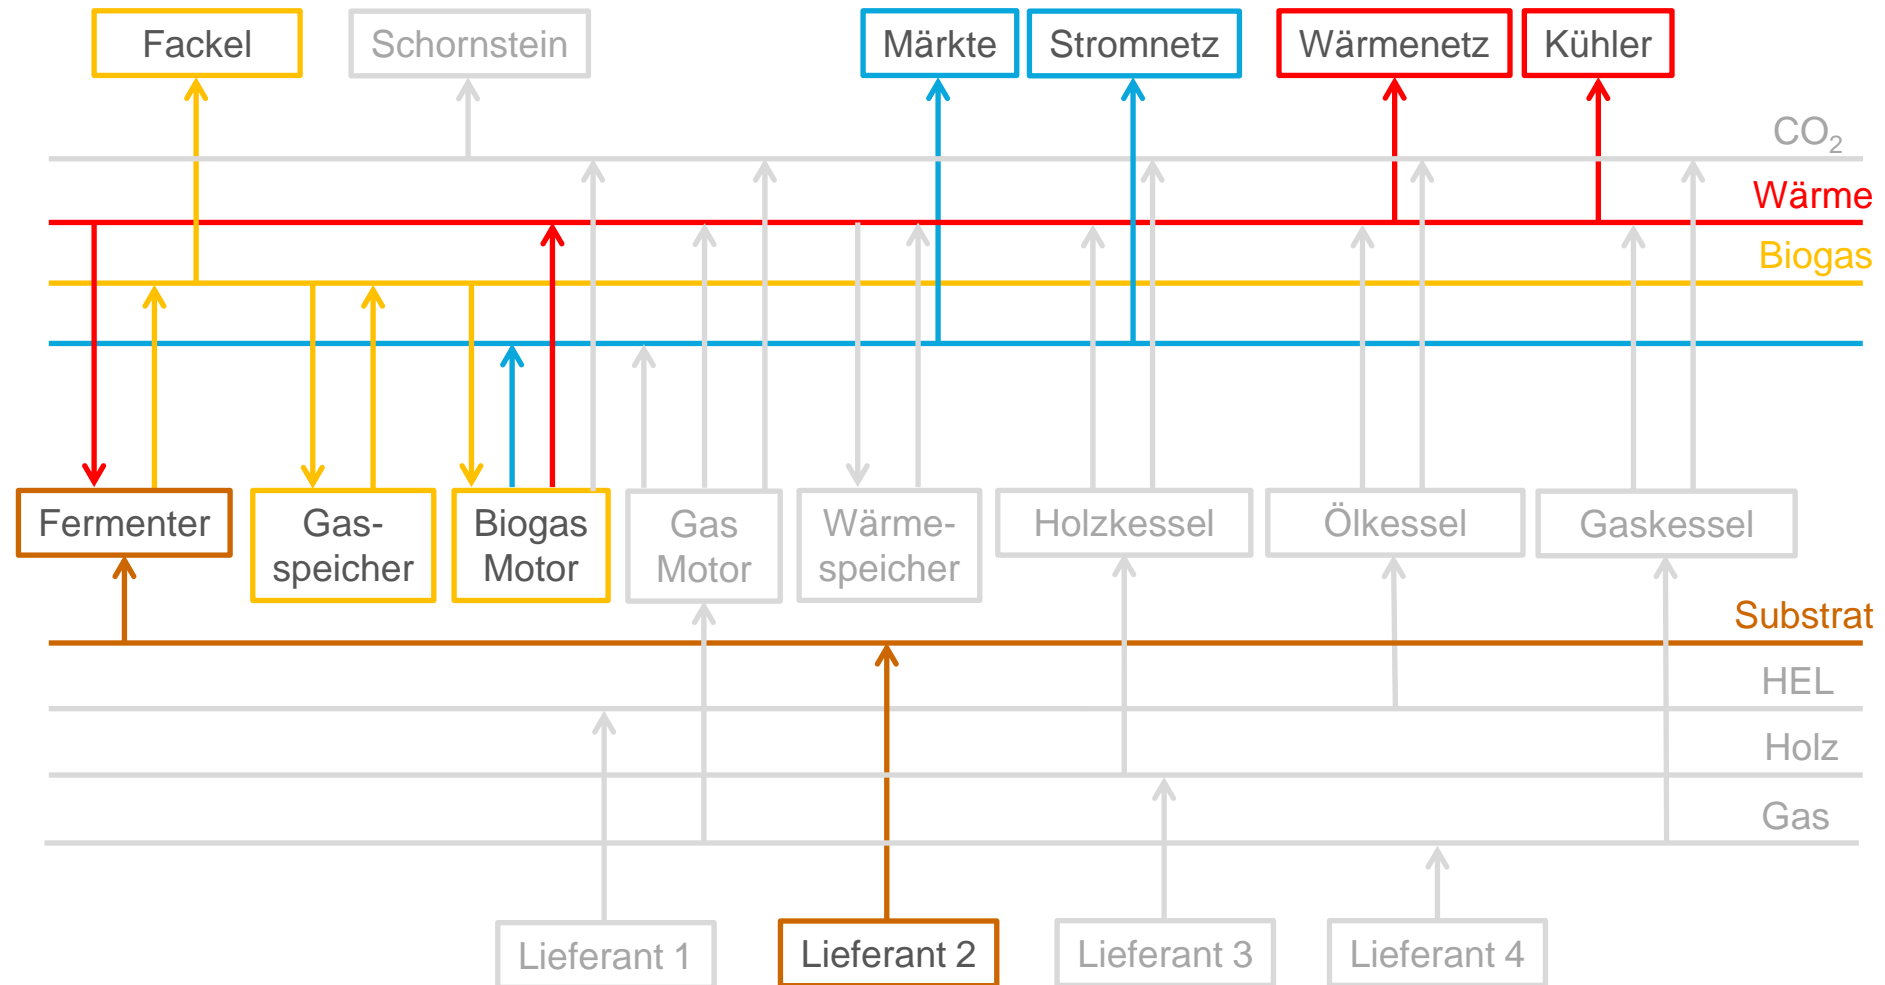 Fackel
Schornstein
Märkte
Stromnetz
Wärmenetz
Kühler
CO₂
Wärme
Biogas
Fermenter
Gas-
speicher
Biogas
Motor
Gas
Motor
Wärme-
speicher
Holzkessel
Ölkessel
Gaskessel
Substrat
HEL
Holz
Gas
Lieferant 1
Lieferant 2
Lieferant 3
Lieferant 4